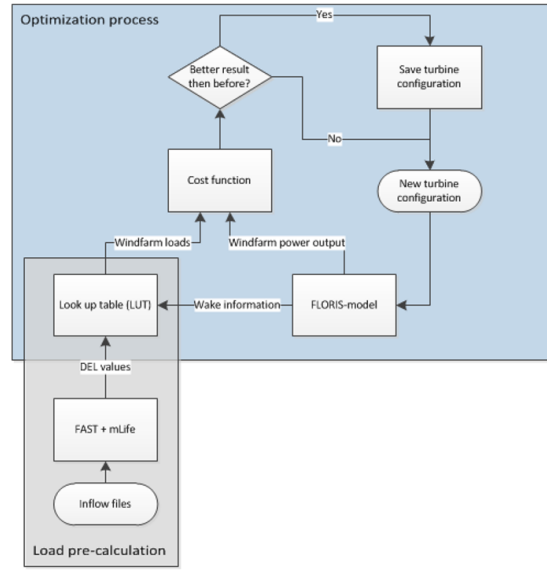 Optimization process
Yes
Better result
then before?
Save turbine
configuration
No
Cost function
New turbine
configuration
Windfarm loads
Windfarm power output
Look up table (LUT)
Wake information
FLORIS-model
DEL values
FAST + mLife
Inflow files
Load pre-calculation